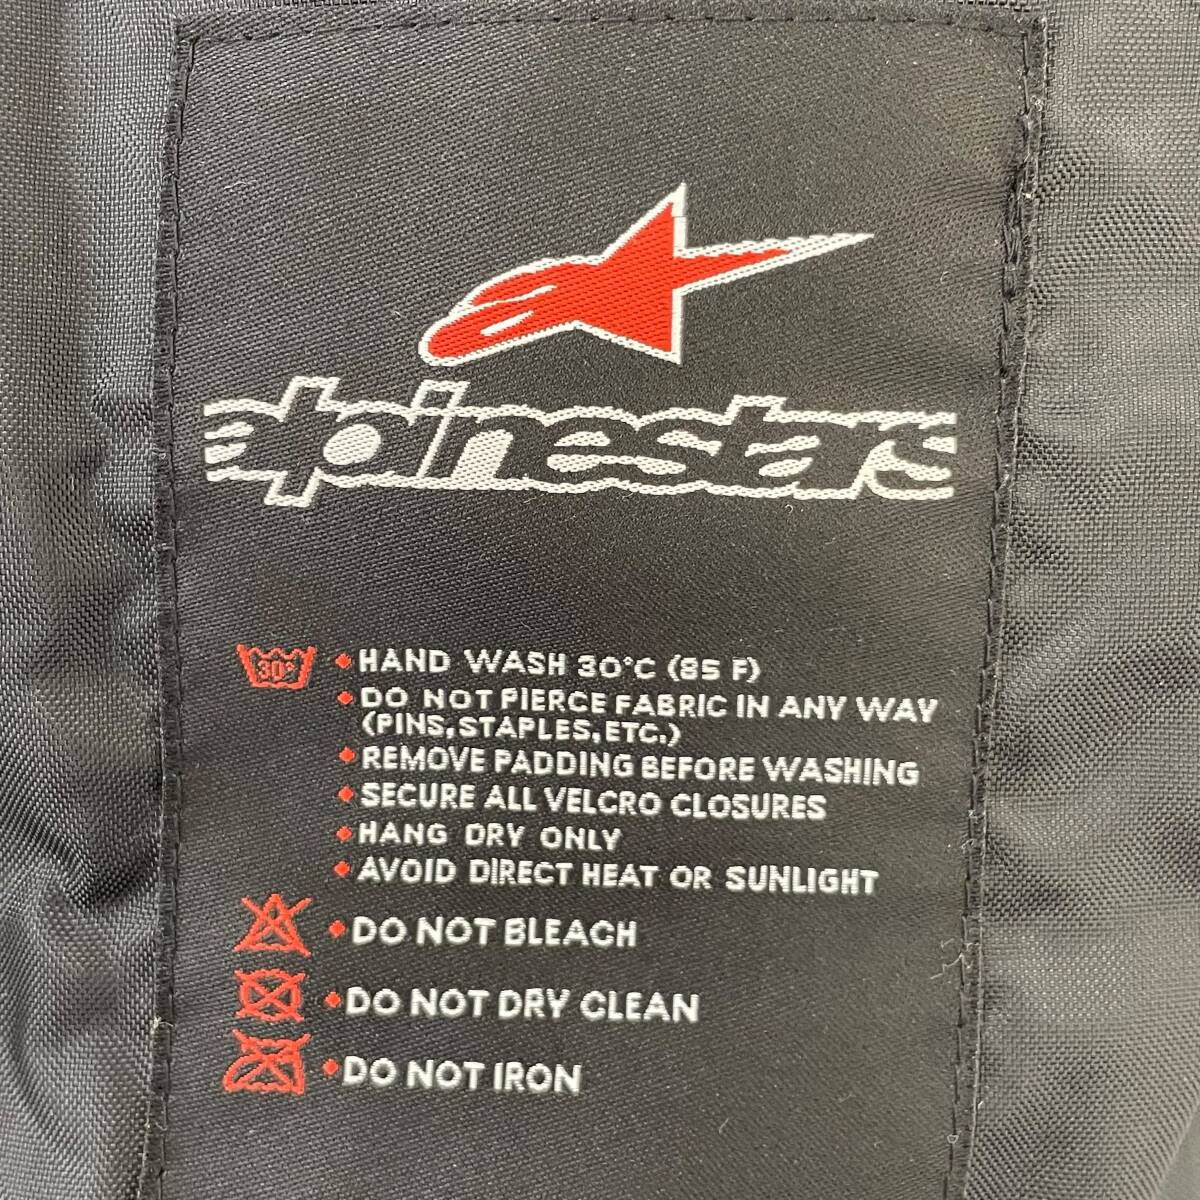 alpinestars
30° • HAND WASH 30°C (85 F)
• DO NOT PIERCE FABRIC IN ANY WAY
(PINS, STAPLES, ETC.)
• REMOVE PADDING BEFORE WASHING
• SECURE ALL VELCRO CLOSURES
• HANG DRY ONLY
• AVOID DIRECT HEAT OR SUNLIGHT
• DO NOT BLEACH
• DO NOT DRY CLEAN
• DO NOT IRON